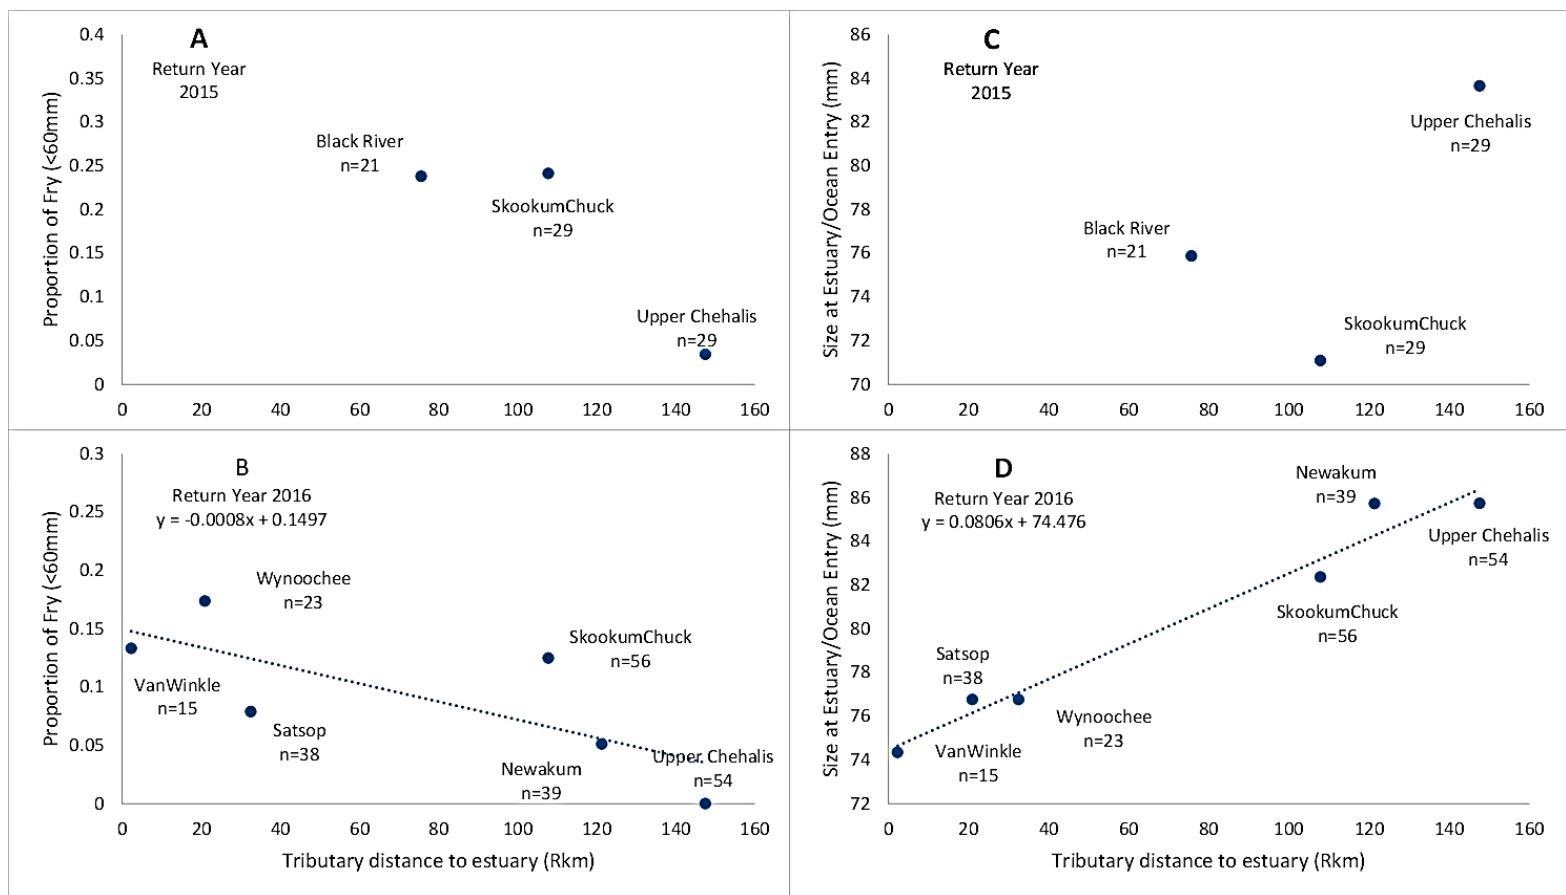 A
Return Year
2015
Proportion of Fry (<60mm)
0.4
0.35
0.3
0.25
0.2
0.15
0.1
0.05
0
Black River
n=21
SkookumChuck
n=29
Upper Chehalis
n=29
0 20 40 60 80 100 120 140 160
C
Return Year
2015
Size at Estuary/Ocean Entry (mm)
86
84
82
80
78
76
74
72
70
Upper Chehalis
n=29
Black River
n=21
SkookumChuck
n=29
0 20 40 60 80 100 120 140 160
B
Return Year 2016
y = -0.0008x + 0.1497
Proportion of Fry (<60mm)
0.3
0.25
0.2
0.15
0.1
0.05
0
Wynoochee
n=23
VanWinkle
n=15
Satsop
n=38
SkookumChuck
n=56
Newakum
n=39
Upper Chehalis
n=54
0 20 40 60 80 100 120 140 160
Tributary distance to estuary (Rkm)
D
Return Year 2016
y = 0.0806x + 74.476
Size at Estuary/Ocean Entry (mm)
88
86
84
82
80
78
76
74
72
Newakum
n=39
Upper Chehalis
n=54
SkookumChuck
n=56
Satsop
n=38
Wynoochee
n=23
VanWinkle
n=15
0 20 40 60 80 100 120 140 160
Tributary distance to estuary (Rkm)